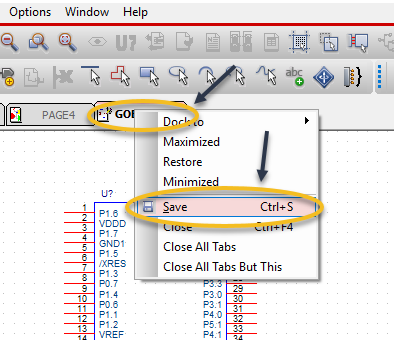 Options Window Help
U?
abc
PAGE4
Dock to
Maximized
Restore
Minimized
Save Ctrl+S
Close Ctrl+F4
Close All Tabs
Close All Tabs But This
U?
1 P1.6
2 VDDD
3 P1.7
4 GND1
5 P1.5
6 /XRES
7 P1.3
8 P0.7 P3.3 28
9 P1.4 P3.0 29
10 P0.6 P3.1 30
11 P1.1 P4.0 31
12 P1.2 P5.1
13 VREF P4.1
14 34